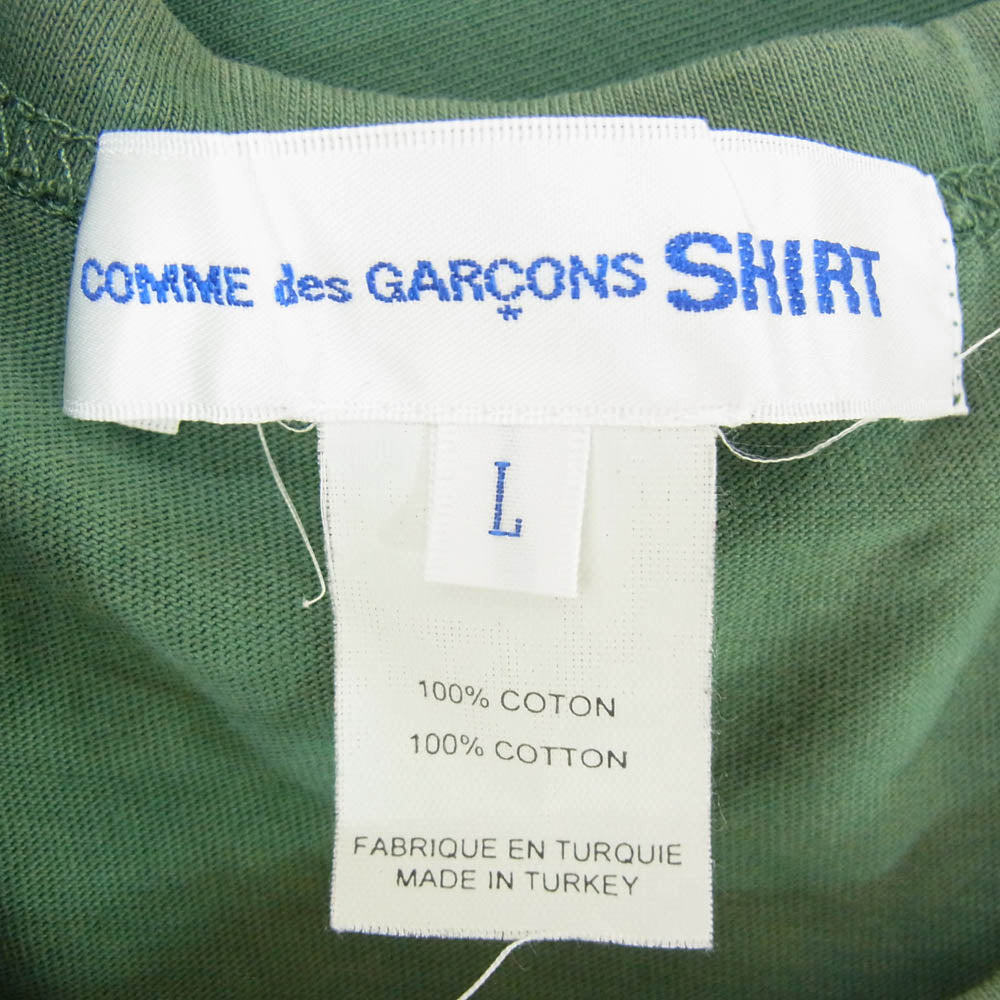 COMME des GARÇONS SHIRT
L
100% COTON
100% COTTON
FABRIQUE EN TURQUIE
MADE IN TURKEY